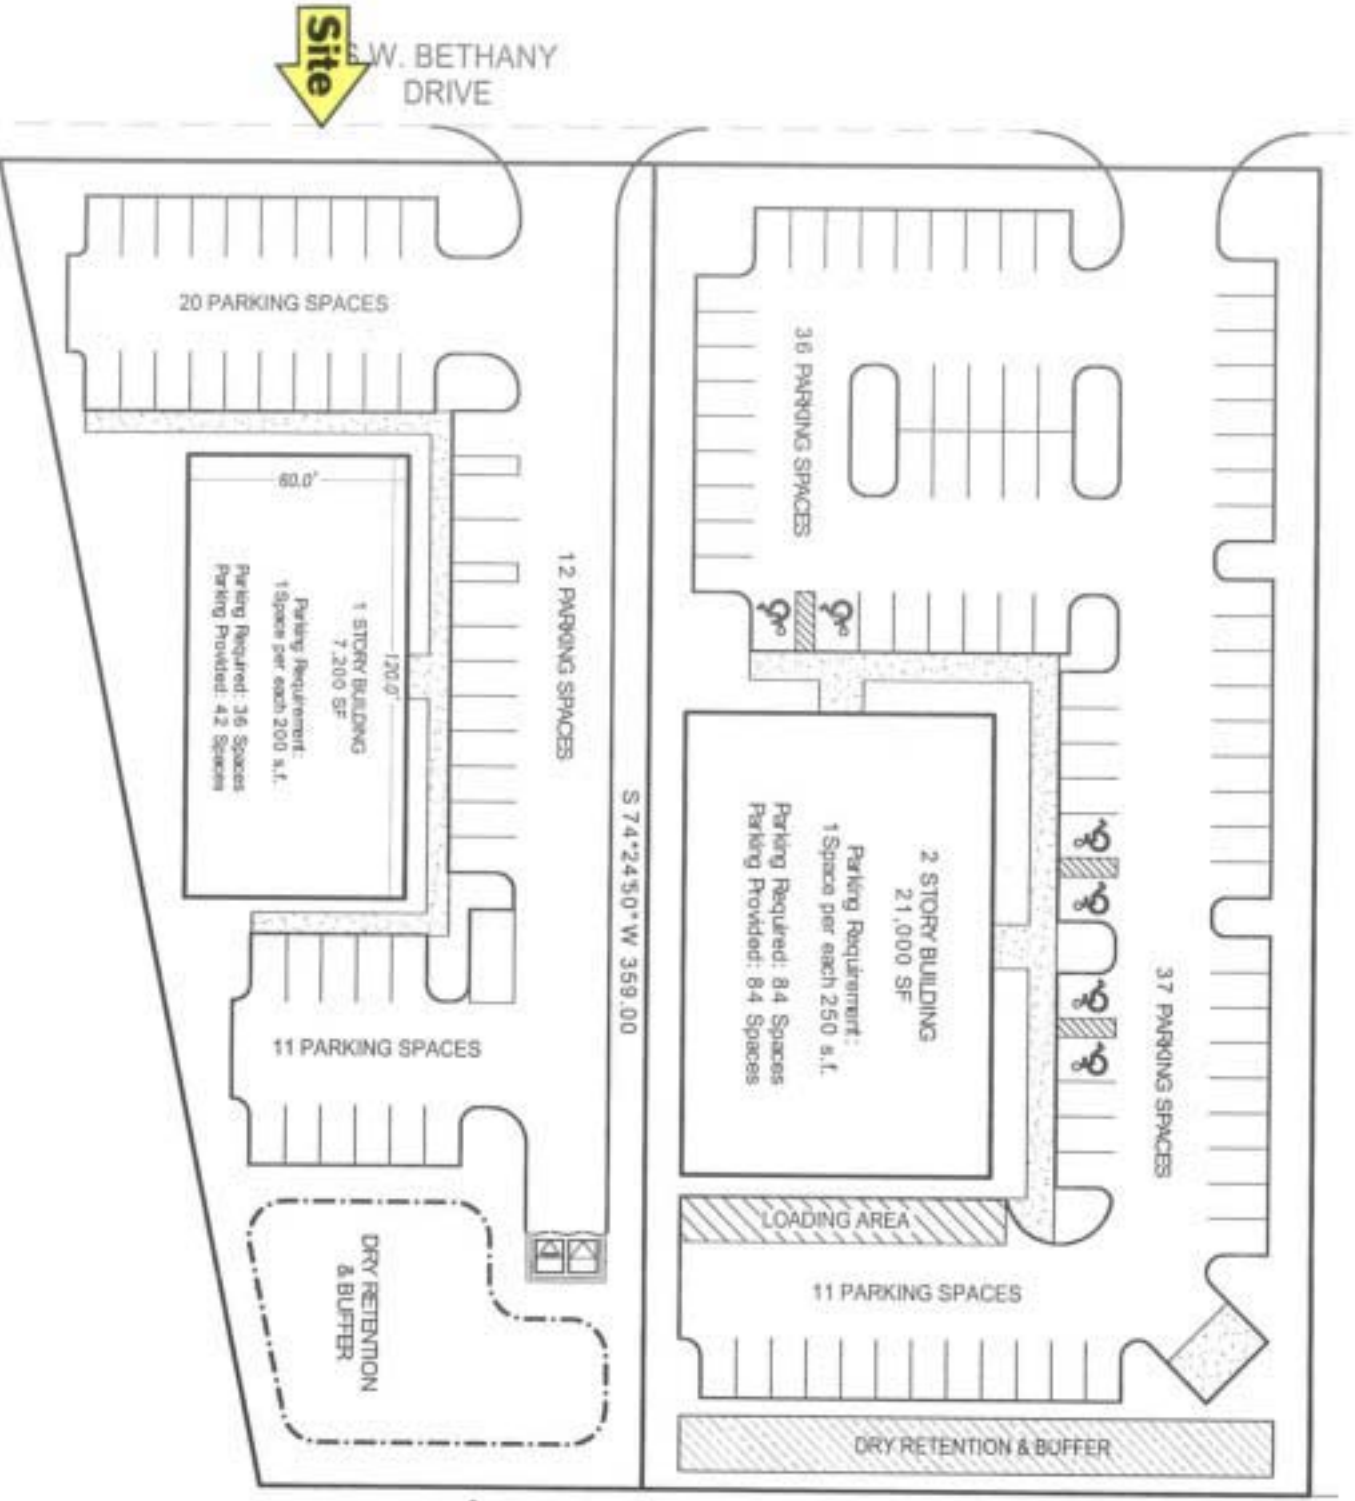 Site
S.W. BETHANY
DRIVE
20 PARKING SPACES
36 PARKING SPACES
60.0'
120.0'
1 STORY BUILDING
7,200 SF
Parking Requirement:
1Space per each 200 s.f.
Parking Required: 36 Spaces
Parking Provided: 42 Spaces
12 PARKING SPACES
S 74°24'50" W 359.00
2 STORY BUILDING
21,000 SF
Parking Requirement:
1Space per each 250 s.f.
Parking Required: 84 Spaces
Parking Provided: 84 Spaces
37 PARKING SPACES
11 PARKING SPACES
LOADING AREA
11 PARKING SPACES
DRY RETENTION
& BUFFER
DRY RETENTION & BUFFER